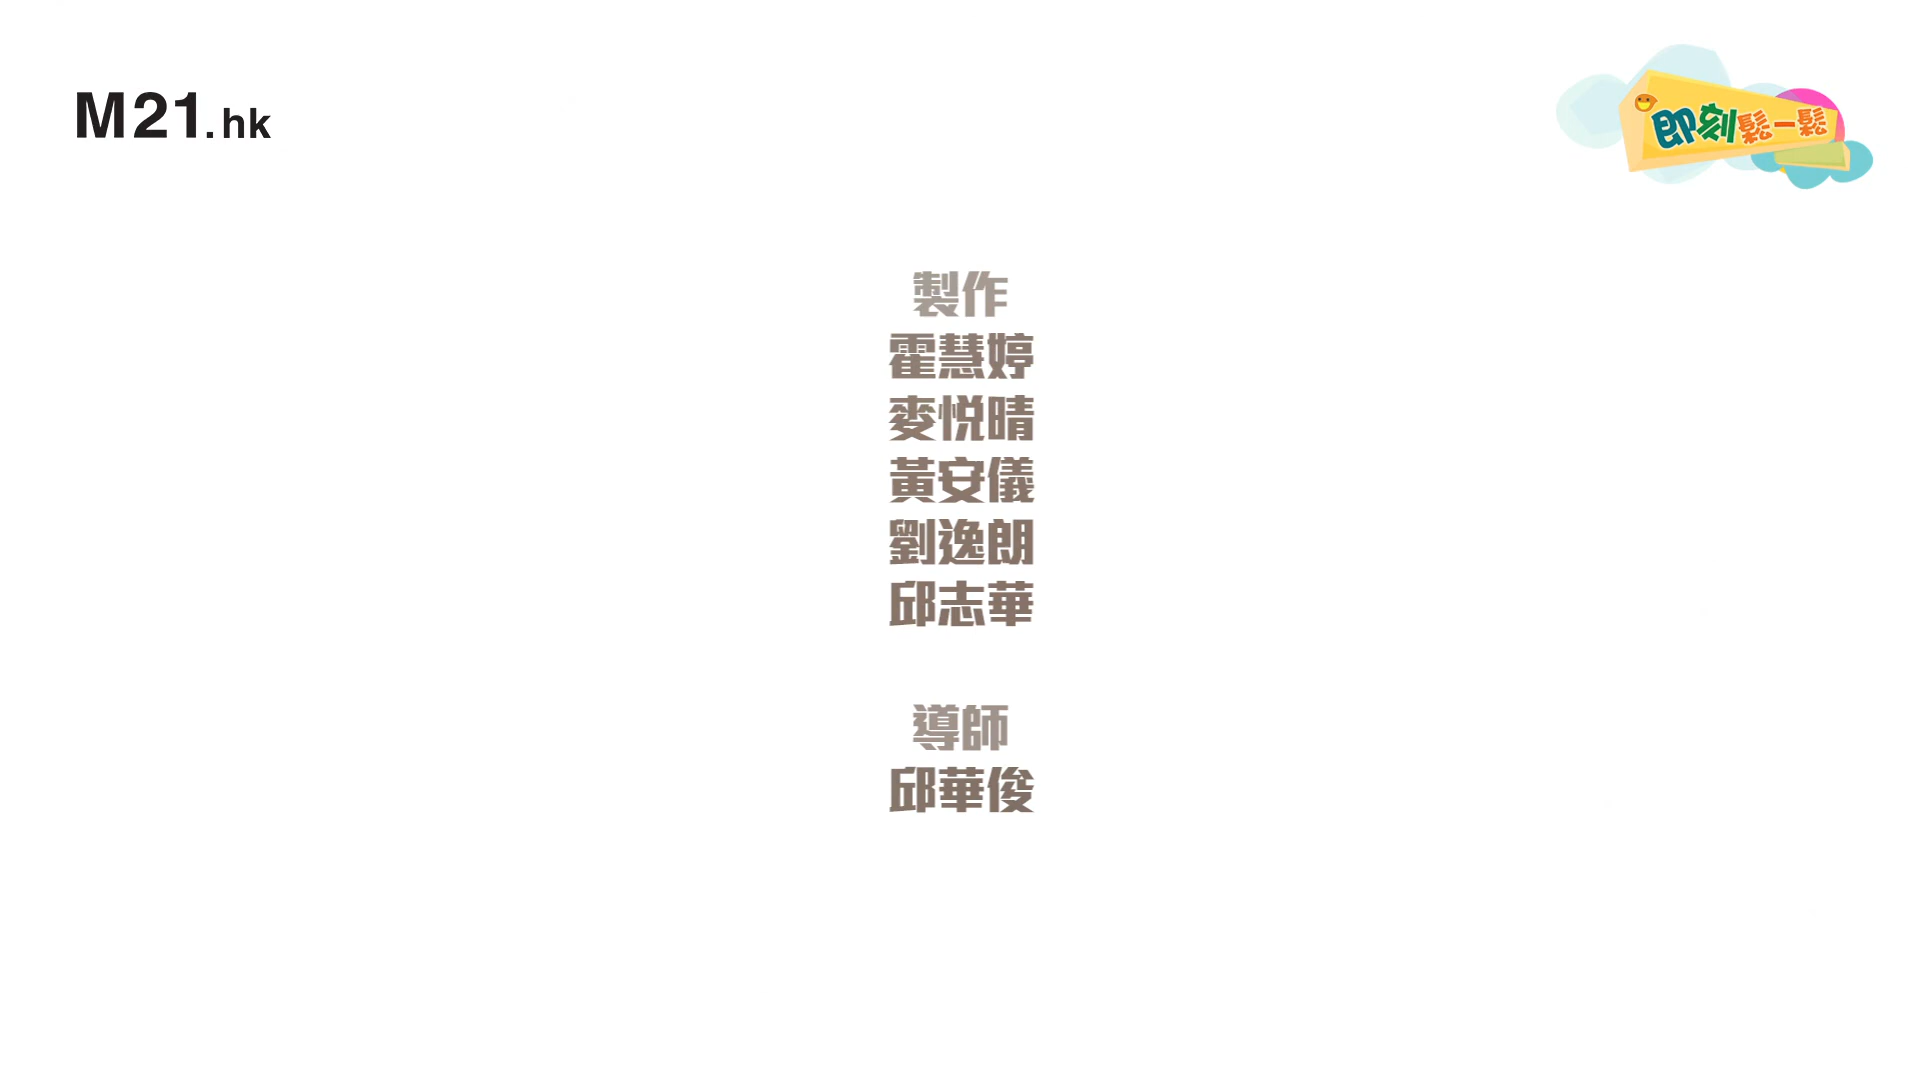 M21.hk
即刻鬆一鬆
製作
霍慧婷
麥悦晴
黃安儀
劉逸朗
邱志華
導師
邱華俊